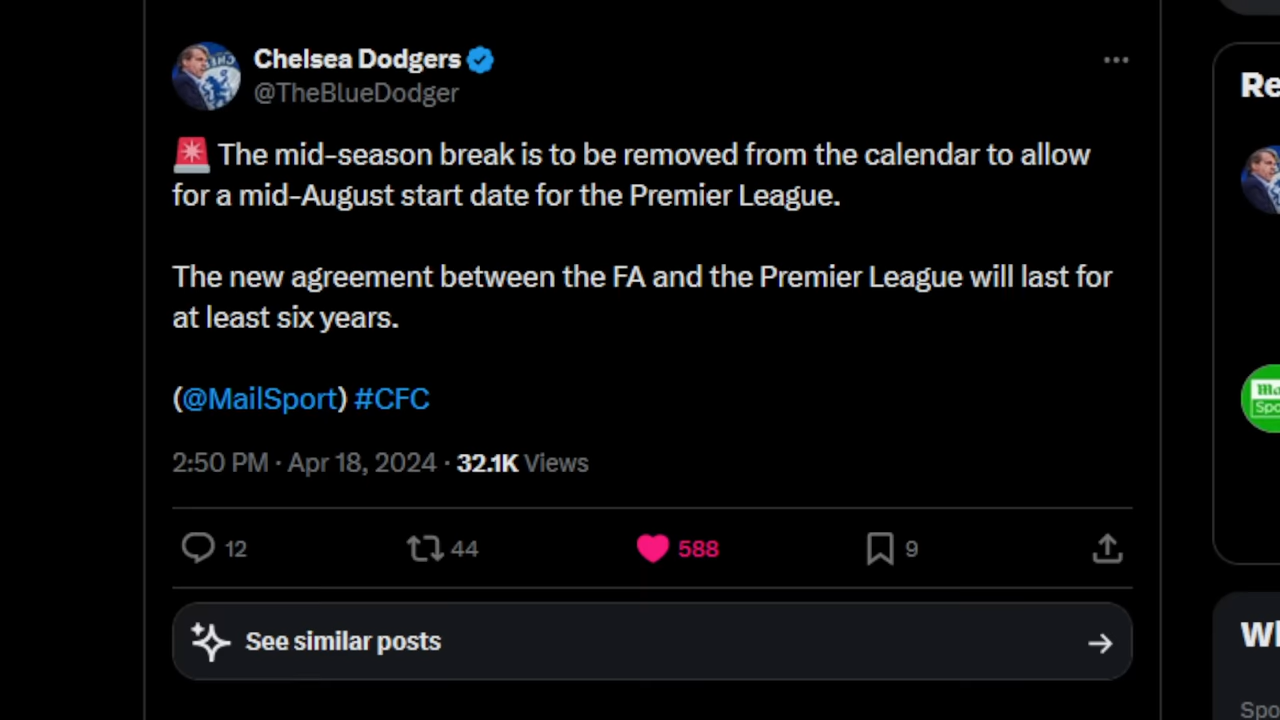 Chelsea Dodgers
@TheBlueDodger
🚨 The mid-season break is to be removed from the calendar to allow
for a mid-August start date for the Premier League.
The new agreement between the FA and the Premier League will last for
at least six years.
(@MailSport) #CFC
2:50 PM · Apr 18, 2024 · 32.1K Views
12 44 588 9
See similar posts
Re
Spo